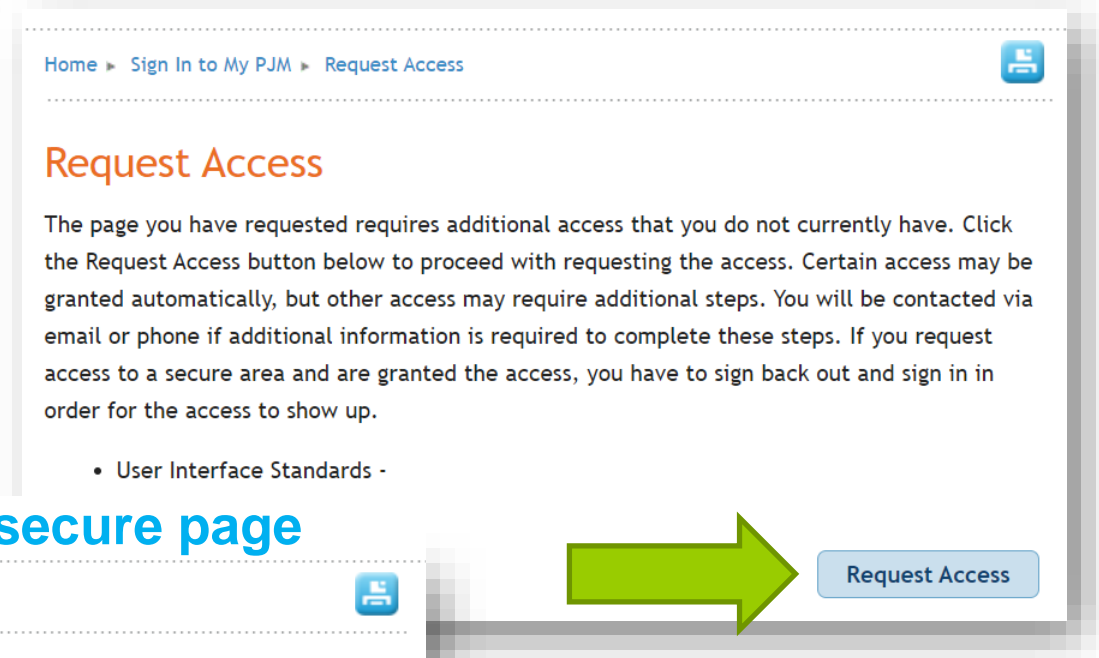 Home ▸ Sign In to My PJM ▸ Request Access
Request Access
The page you have requested requires additional access that you do not currently have. Click
the Request Access button below to proceed with requesting the access. Certain access may be
granted automatically, but other access may require additional steps. You will be contacted via
email or phone if additional information is required to complete these steps. If you request
access to a secure area and are granted the access, you have to sign back out and sign in in
order for the access to show up.
• User Interface Standards -
secure page
Request Access